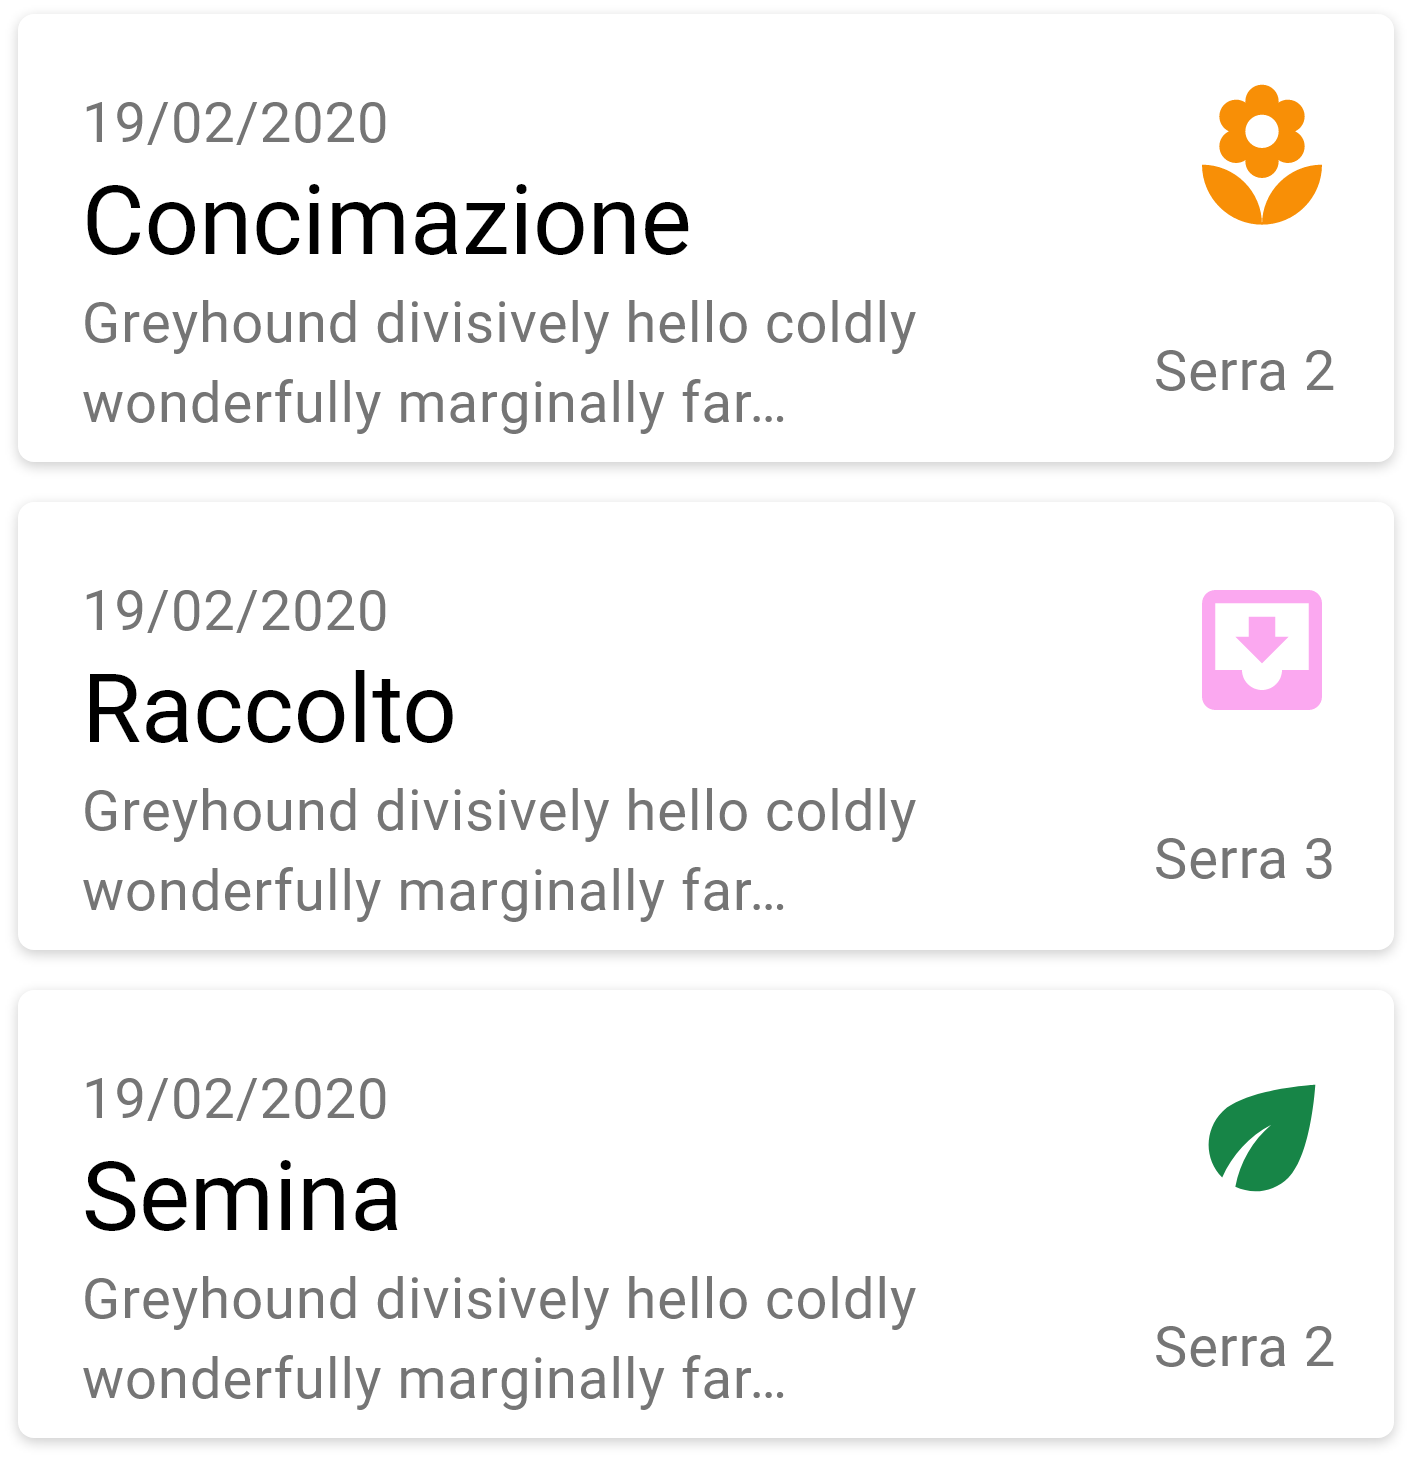 19/02/2020
Concimazione
Greyhound divisively hello coldly
wonderfully marginally far…
Serra 2
19/02/2020
Raccolto
Greyhound divisively hello coldly
wonderfully marginally far…
Serra 3
19/02/2020
Semina
Greyhound divisively hello coldly
wonderfully marginally far…
Serra 2